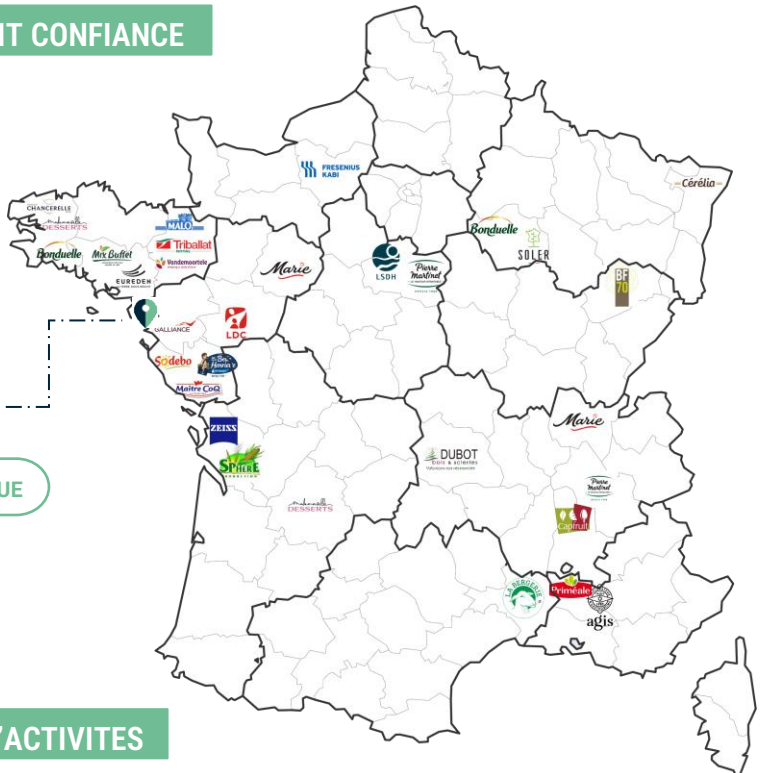 IT CONFIANCE
FRESENIUS
KABI
Cérélia
CHANCERELLE
DESSERTS
MALO
Triballat
Bonduelle
Mix Buffet
Vandemoortele
EUREDEN
Marie
LSDH
Pierre
Martinet
Bonduelle
SOLER
BF
70
GALLIANCE
LDC
Sodebo
Maître CoQ
ZEISS
SPHERE
DUBOT
bois & scieries
Marie
UE
Pierre
Martinet
DESSERTS
Capfruit
LA BERGERIE
Priméale
agis
'ACTIVITES